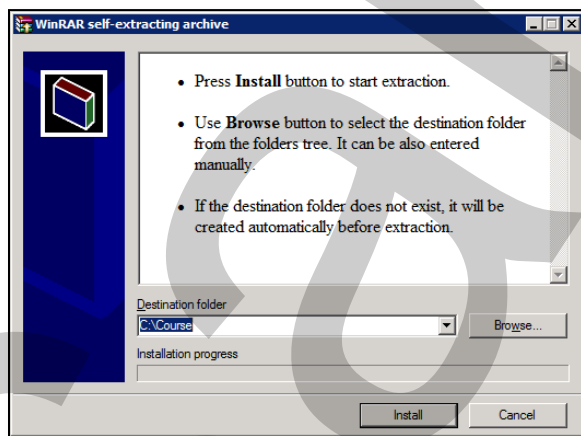 WinRAR self-extracting archive
• Press Install button to start extraction.
• Use Browse button to select the destination folder
from the folders tree. It can be also entered
manually.
• If the destination folder does not exist, it will be
created automatically before extraction.
Destination folder
C:\Course
Browse...
Installation progress
Install
Cancel